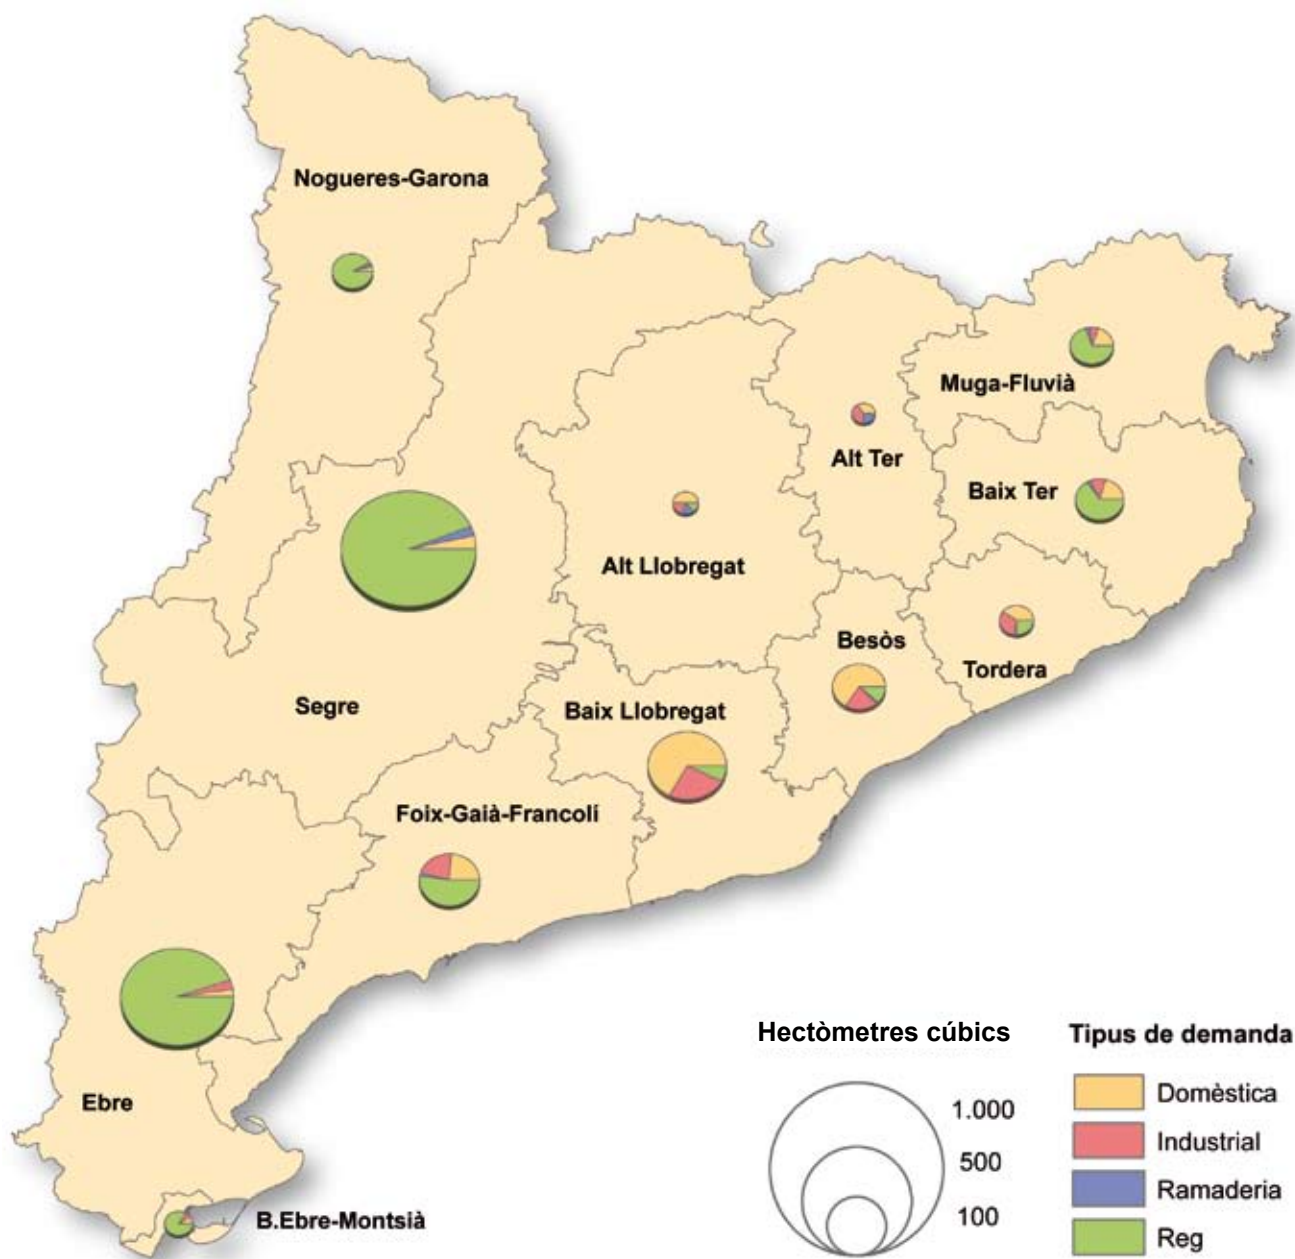 Nogueres-Garona
Muga-Fluvià
Alt Ter
Baix Ter
Alt Llobregat
Besòs
Tordera
Segre
Baix Llobregat
Foix-Gaià-Francolí
Ebre
B.Ebre-Montsià
Hectòmetres cúbics
1.000
500
100
Tipus de demanda
Domèstica
Industrial
Ramaderia
Reg